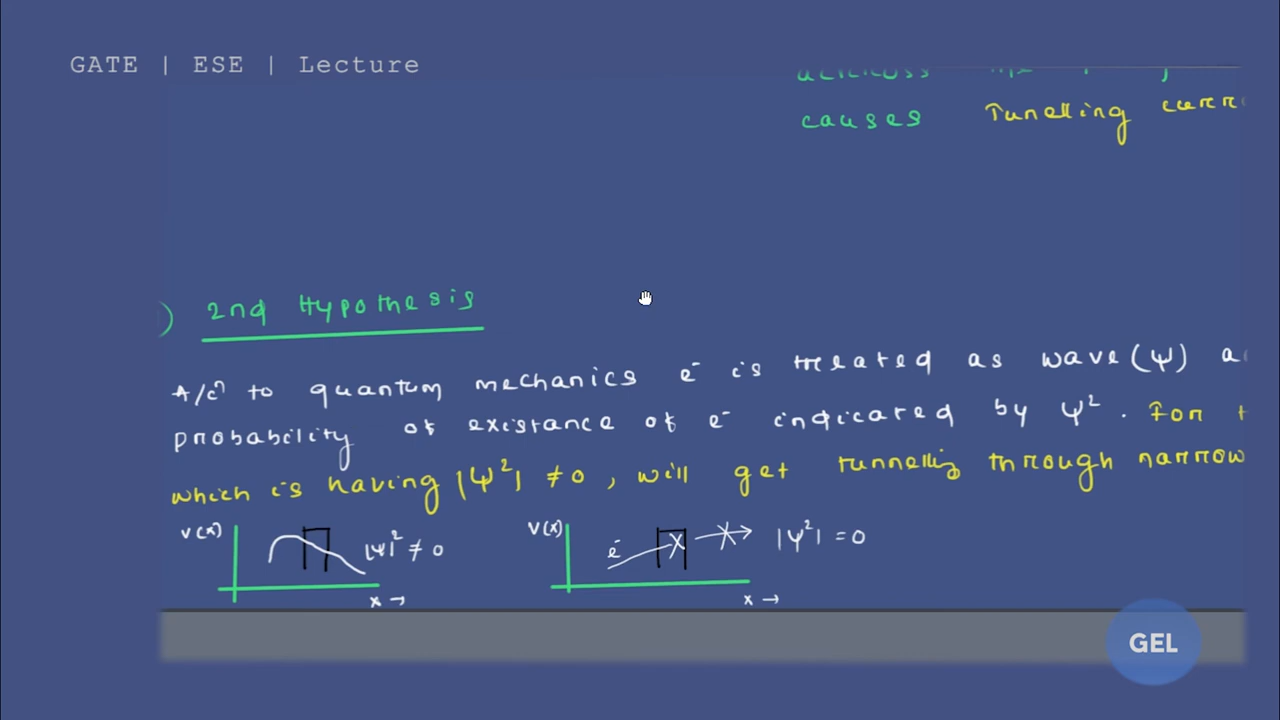 GATE | ESE | Lecture
causes Tunelling
) 2nd Hypothesis
A/cⁿ to quantum mechanics e⁻ is treated as wave(ψ)
probability of existance of e⁻ indicated by ψ². For
which is having |ψ²| ≠ 0, will get tunnelling through narrow
V(x) |ψ|² ≠ 0 x →
V(x) e⁻ |ψ²| = 0 x →
GEL